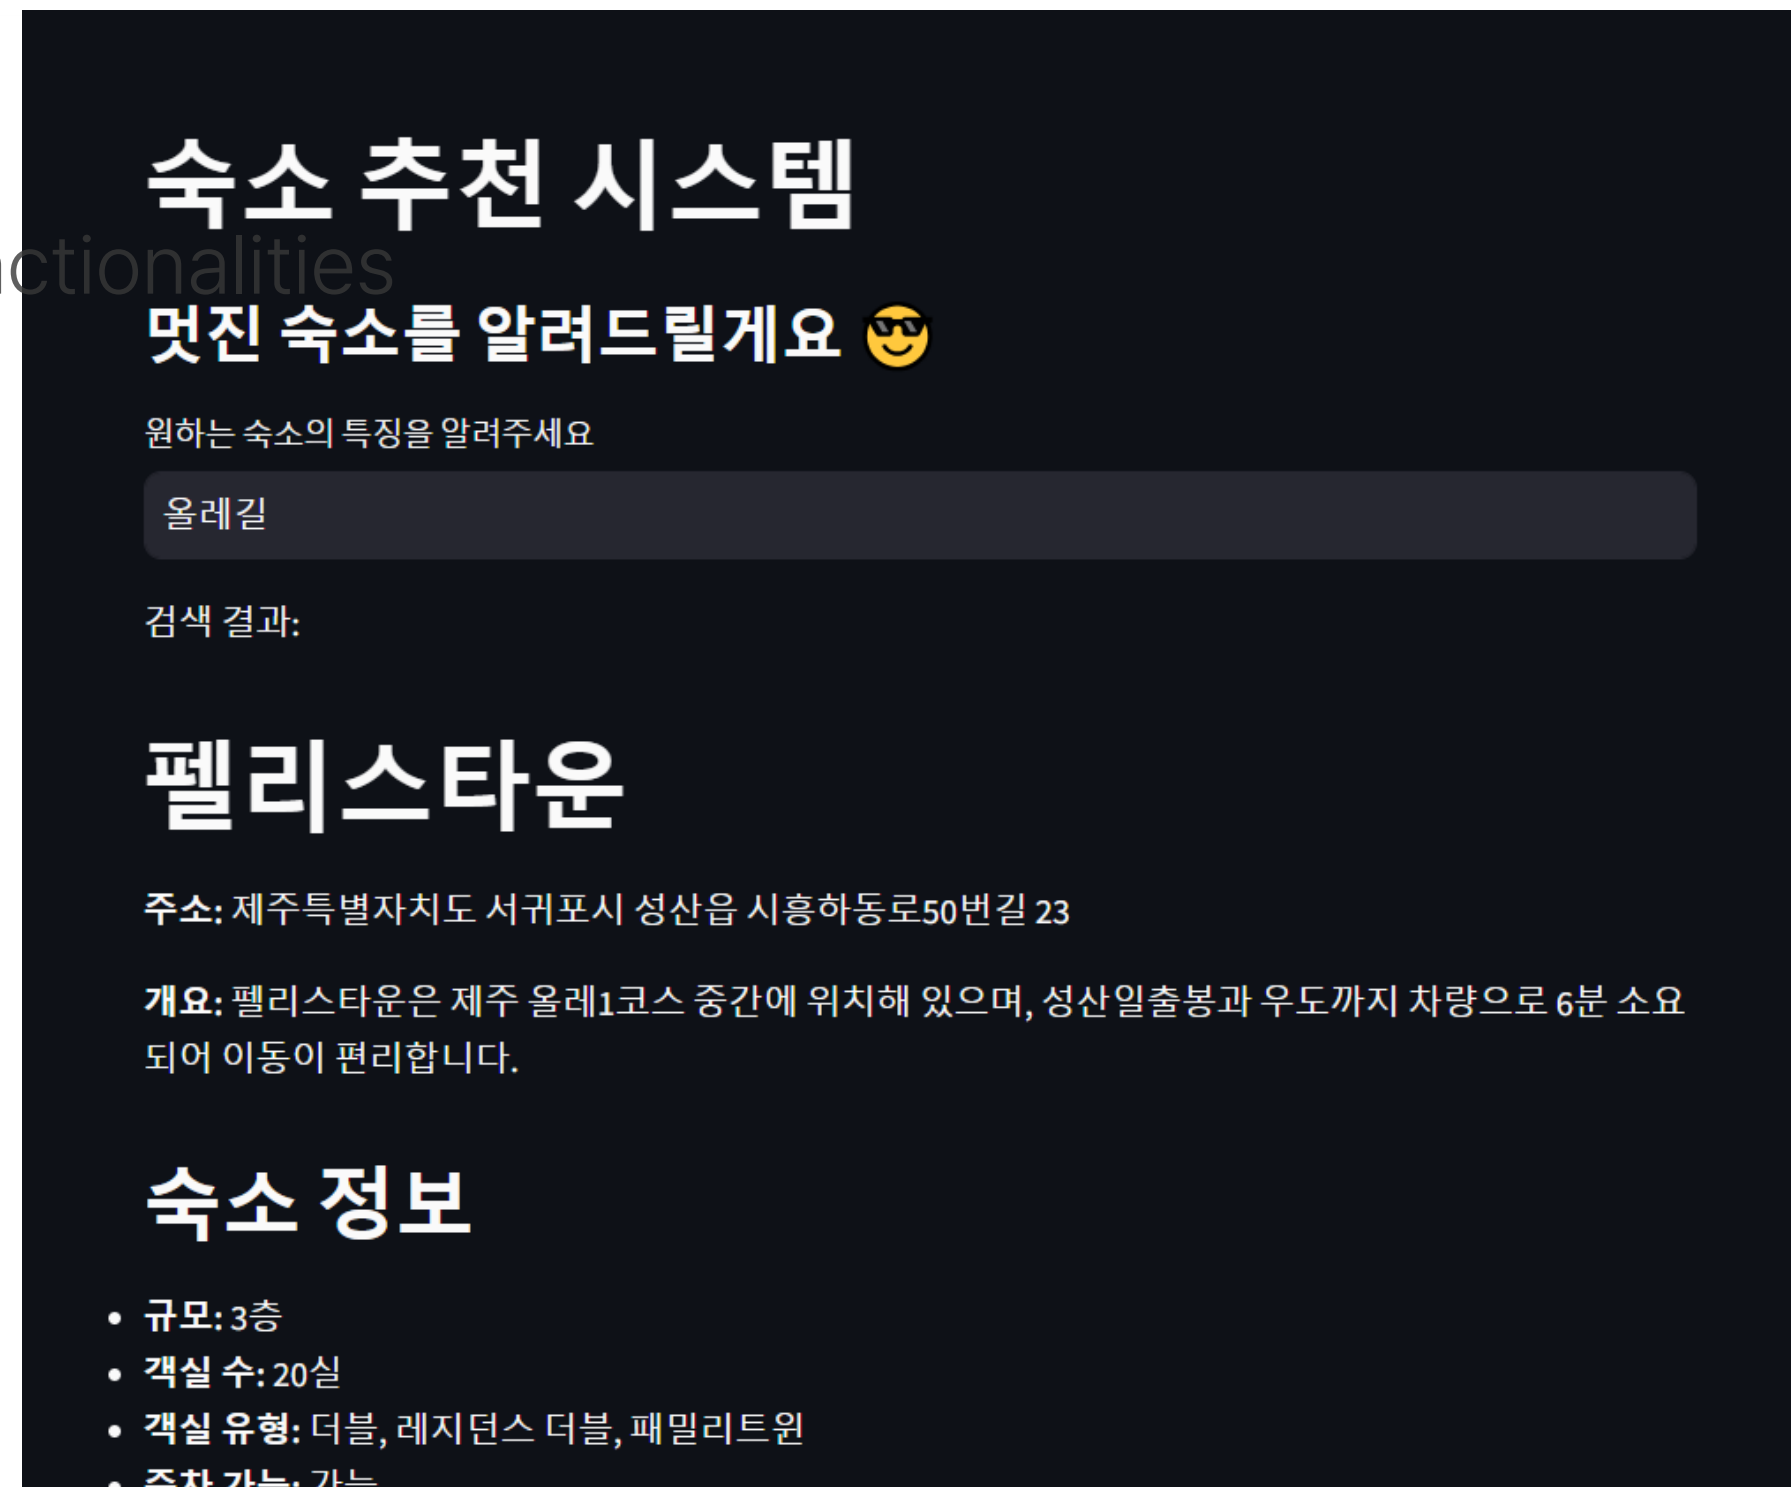 숙소 추천 시스템
ctionalities
멋진 숙소를 알려드릴게요 😎
원하는 숙소의 특징을 알려주세요
올레길
검색 결과:
펠리스타운
주소: 제주특별자치도 서귀포시 성산읍 시흥하동로50번길 23
개요: 펠리스타운은 제주 올레1코스 중간에 위치해 있으며, 성산일출봉과 우도까지 차량으로 6분 소요
되어 이동이 편리합니다.
숙소 정보
• 규모: 3층
• 객실 수: 20실
• 객실 유형: 더블, 레지던스 더블, 패밀리트윈
• 주차 가능: 가능